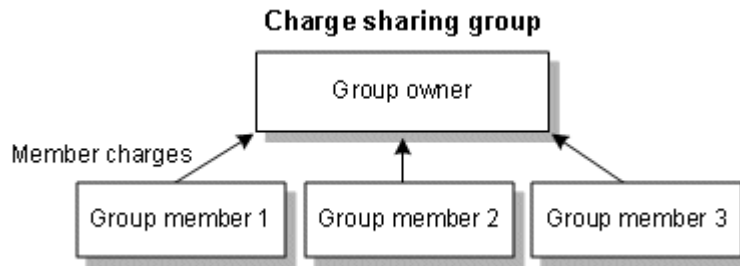 Charge sharing group
Group owner
Member charges
Group member 1
Group member 2
Group member 3